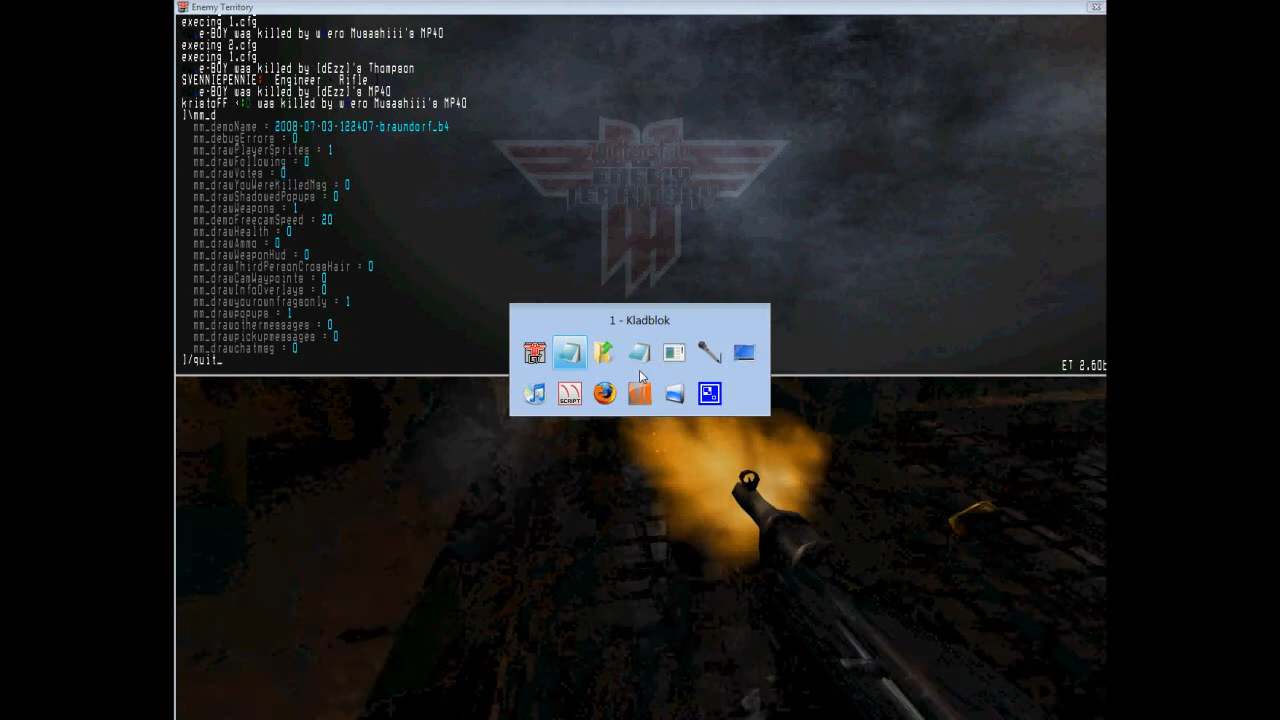 Enemy Territory
execing 1.cfg
e-BOY was killed by w ero Musashiii's MP40
execing 2.cfg
execing 1.cfg
e-BOY was killed by [dEzz]'s Thompson
SVENNIEPENNIE: Engineer - Rifle
e-BOY was killed by [dEzz]'s MP40
kristoFF <:D was killed by w ero Musashiii's MP40
]\mm_d
mm_demoName = 2008-07-03-122407-braundorf_b4
mm_debugErrors = 0
mm_drawPlayerSprites = 1
mm_drawFollowing = 0
mm_drawVotes = 0
mm_drawYouWereKilledMsg = 0
mm_drawShadowedPopups = 0
mm_drawWeapons = 1
mm_demoFreecamSpeed = 20
mm_drawHealth = 0
mm_drawAmmo = 0
mm_drawWeaponHud = 0
mm_drawThirdPersonCrossHair = 0
mm_drawCamWaypoints = 0
mm_drawInfoOverlays = 0
mm_drawyourownfragsonly = 1
mm_drawpopups = 1
mm_drawothermessages = 0
mm_drawpickupmessages = 0
mm_drawchatmsg = 0
]/quit_
ET 2.60b
ENEMY
TERRITORY
1 - Kladblok
SCRIPT